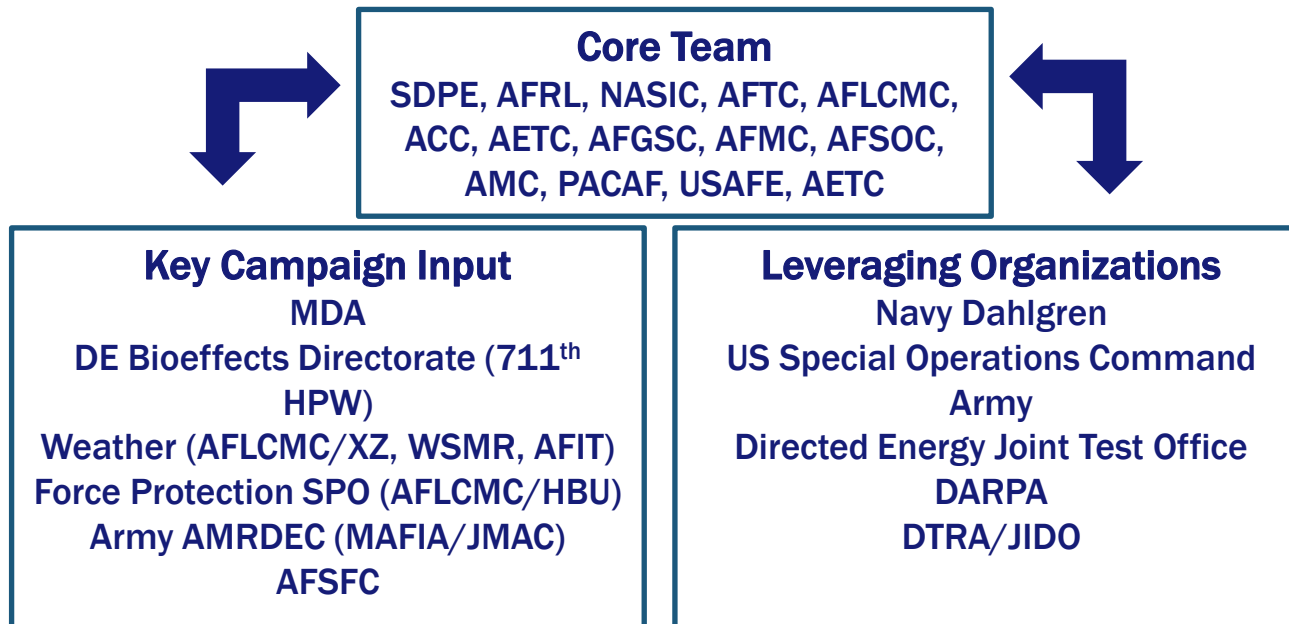 Core Team
SDPE, AFRL, NASIC, AFTC, AFLCMC,
ACC, AETC, AFGSC, AFMC, AFSOC,
AMC, PACAF, USAFE, AETC
Key Campaign Input
MDA
DE Bioeffects Directorate (711th
HPW)
Weather (AFLCMC/XZ, WSMR, AFIT)
Force Protection SPO (AFLCMC/HBU)
Army AMRDEC (MAFIA/JMAC)
AFSFC
Leveraging Organizations
Navy Dahlgren
US Special Operations Command
Army
Directed Energy Joint Test Office
DARPA
DTRA/JIDO